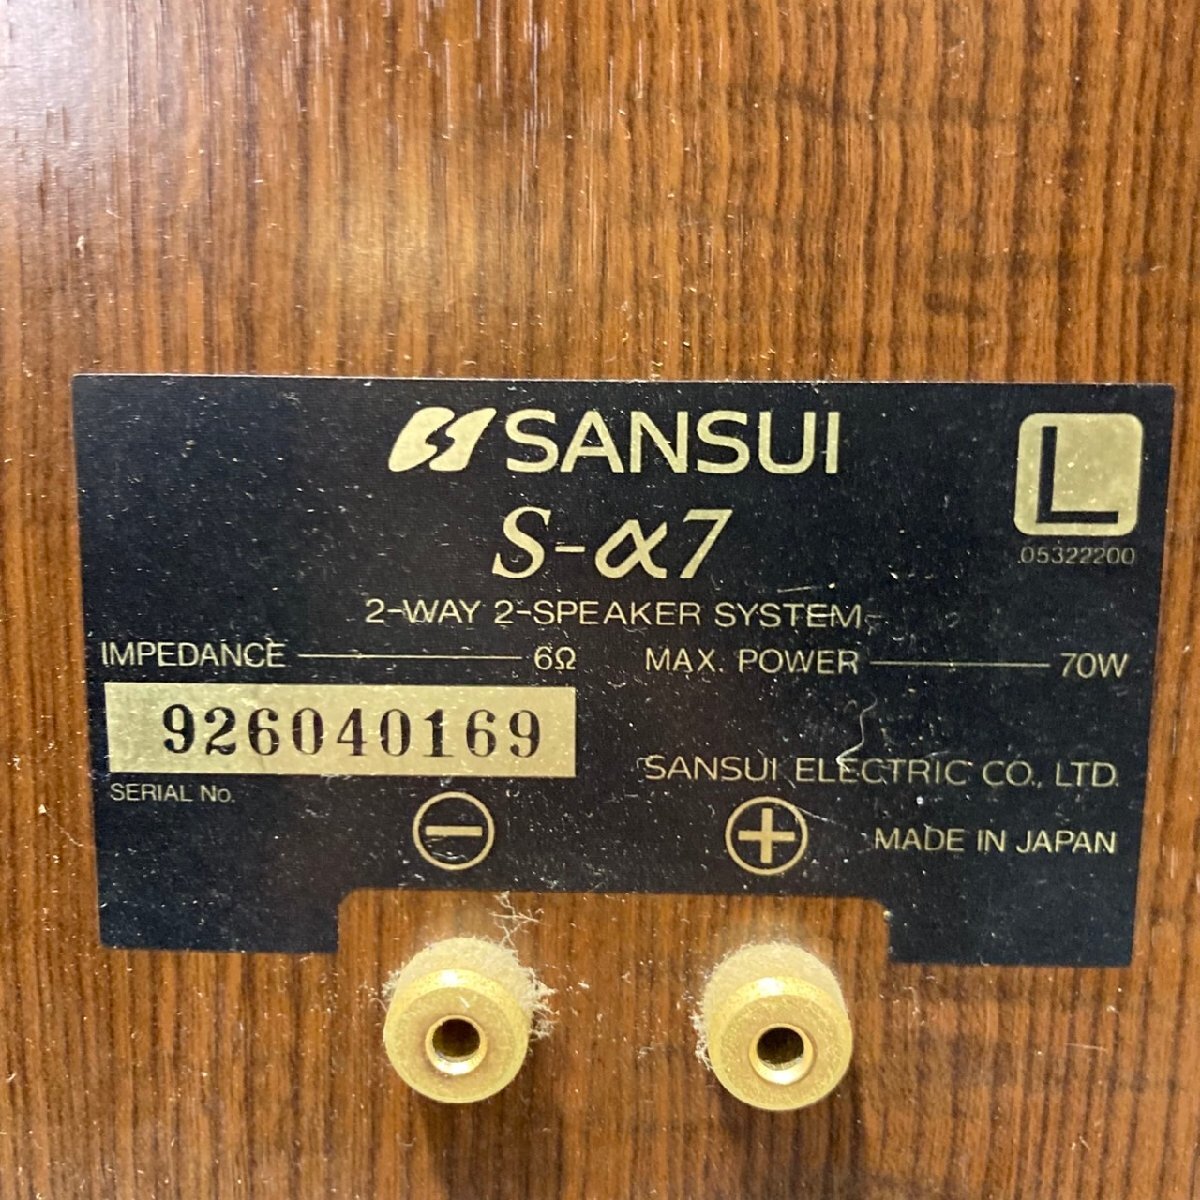 SANSUI
L
S-α7
05322200
2-WAY 2-SPEAKER SYSTEM
IMPEDANCE 6Ω MAX. POWER 70W
926040169
SANSUI ELECTRIC CO., LTD.
SERIAL No.
− + MADE IN JAPAN